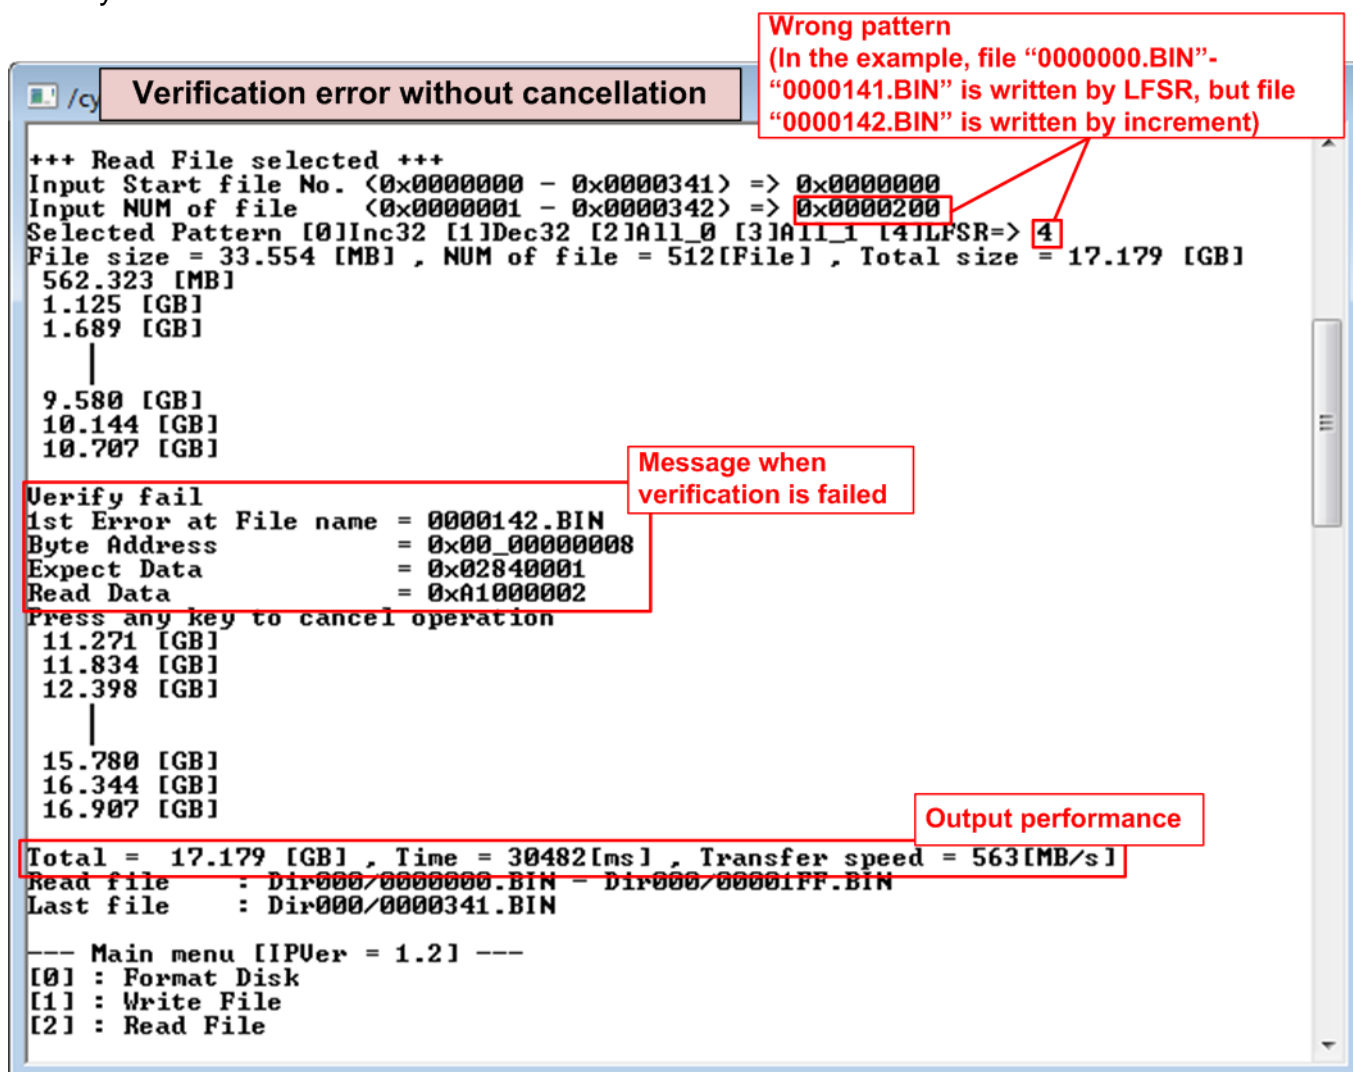 Wrong pattern
(In the example, file “0000000.BIN”-
“0000141.BIN” is written by LFSR, but file
“0000142.BIN” is written by increment)
/cy
Verification error without cancellation
+++ Read File selected +++
Input Start file No. (0x0000000 - 0x0000341) => 0x0000000
Input NUM of file    (0x0000001 - 0x0000342) => 0x0000200
Selected Pattern [0]Inc32 [1]Dec32 [2]All_0 [3]All_1 [4]LFSR=> 4
File size = 33.554 [MB] , NUM of file = 512[File] , Total size = 17.179 [GB]
562.323 [MB]
1.125 [GB]
1.689 [GB]
9.580 [GB]
10.144 [GB]
10.707 [GB]
Message when
verification is failed
Verify fail
1st Error at File name = 0000142.BIN
Byte Address           = 0x00_00000008
Expect Data            = 0x02840001
Read Data              = 0xA1000002
Press any key to cancel operation
11.271 [GB]
11.834 [GB]
12.398 [GB]
15.780 [GB]
16.344 [GB]
16.907 [GB]
Output performance
Total =  17.179 [GB] , Time = 30482[ms] , Transfer speed = 563[MB/s]
Read file    : Dir000/0000000.BIN - Dir000/00001FF.BIN
Last file    : Dir000/0000341.BIN
--- Main menu [IPVer = 1.2] ---
[0] : Format Disk
[1] : Write File
[2] : Read File